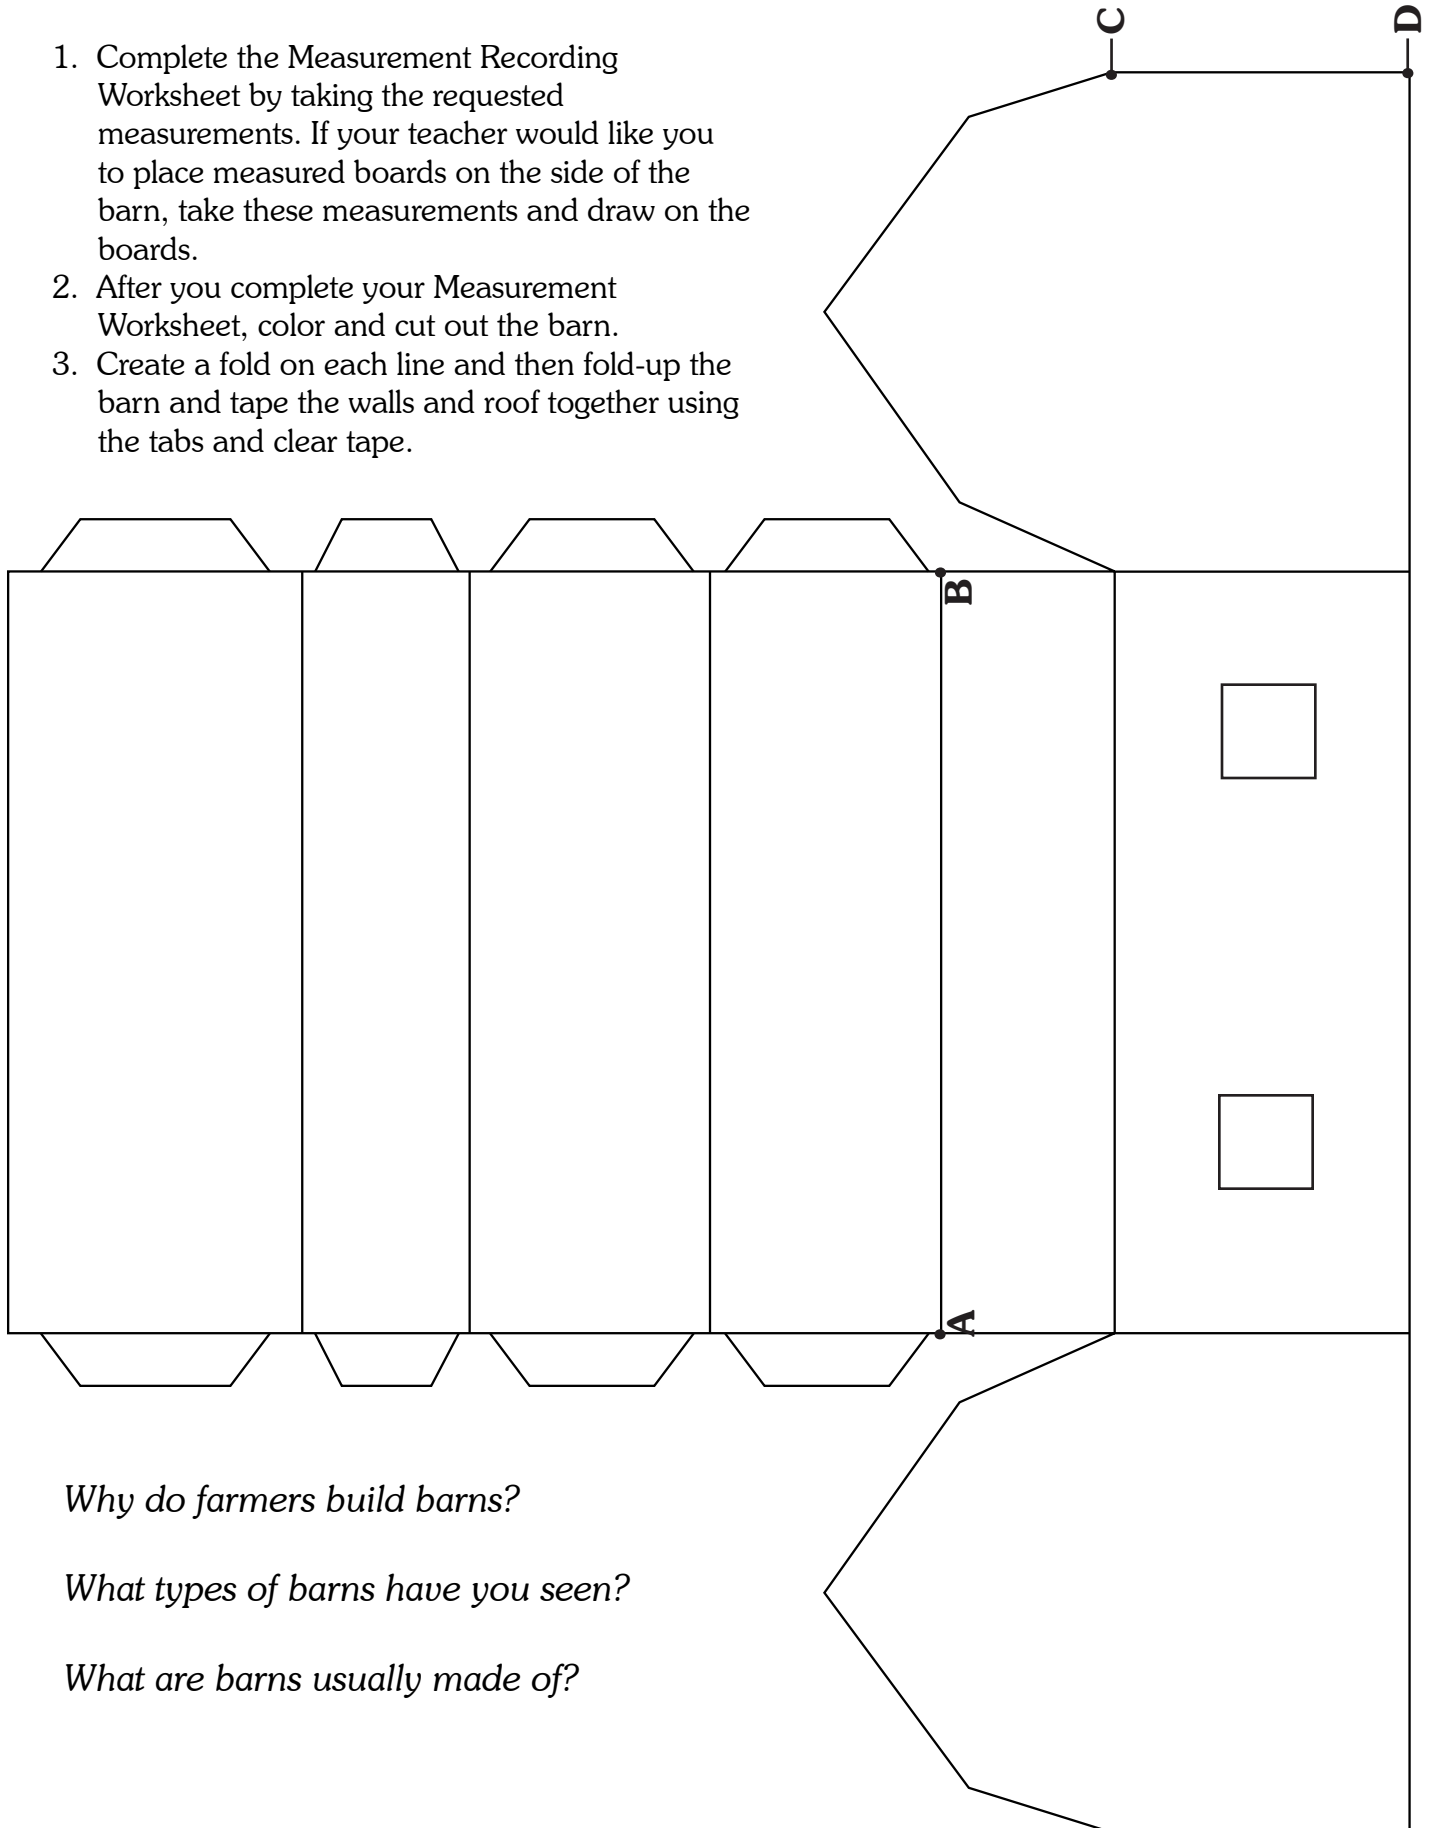 1. Complete the Measurement Recording
Worksheet by taking the requested
measurements. If your teacher would like you
to place measured boards on the side of the
barn, take these measurements and draw on the
boards.
2. After you complete your Measurement
Worksheet, color and cut out the barn.
3. Create a fold on each line and then fold-up the
barn and tape the walls and roof together using
the tabs and clear tape.
C
D
B
A
Why do farmers build barns?
What types of barns have you seen?
What are barns usually made of?